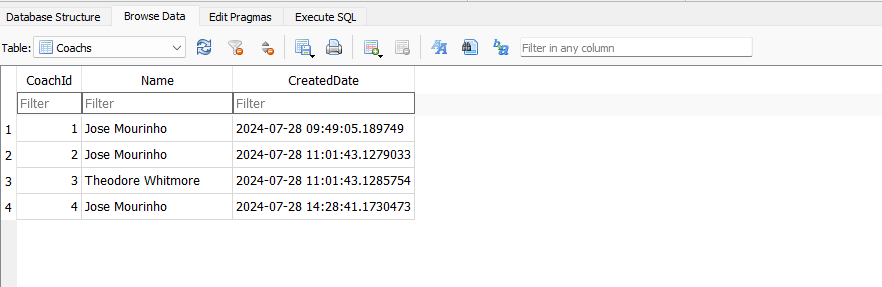 Database Structure Browse Data Edit Pragmas Execute SQL
Table: Coachs Filter in any column
CoachId Name CreatedDate
Filter Filter Filter
1 1 Jose Mourinho 2024-07-28 09:49:05.189749
2 2 Jose Mourinho 2024-07-28 11:01:43.1279033
3 3 Theodore Whitmore 2024-07-28 11:01:43.1285754
4 4 Jose Mourinho 2024-07-28 14:28:41.1730473